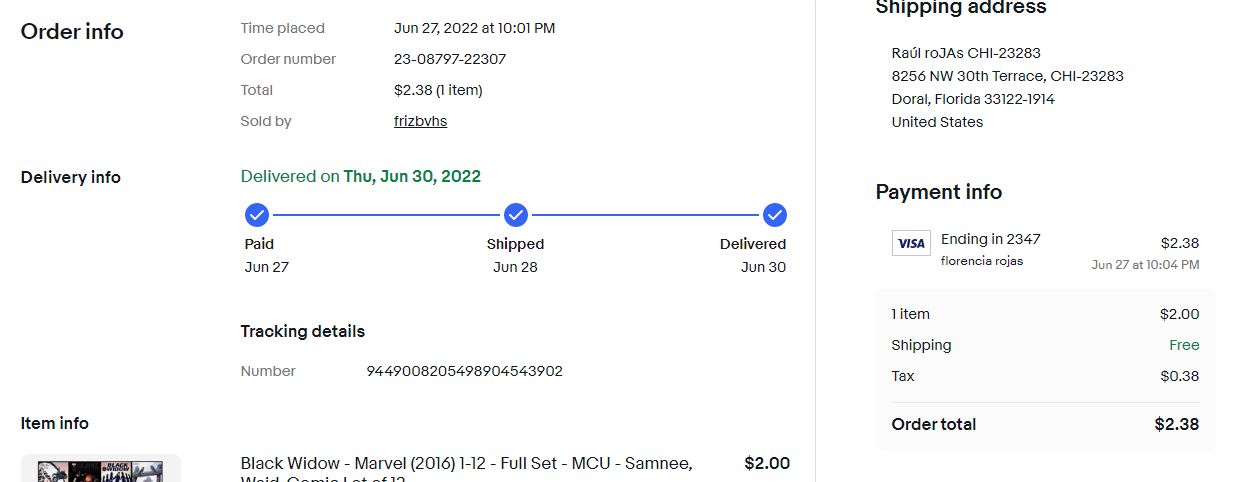 Order info
Time placed Jun 27, 2022 at 10:01 PM
Order number 23-08797-22307
Total $2.38 (1 item)
Sold by frizbvhs
Delivery info
Delivered on Thu, Jun 30, 2022
Paid Shipped Delivered
Jun 27 Jun 28 Jun 30
Tracking details
Number 9449008205498904543902
Item info
BLACK WIDOW
Black Widow - Marvel (2016) 1-12 - Full Set - MCU - Samnee, $2.00
Waid-Comic Lot of 12
Shipping address
Raúl roJAs CHI-23283
8256 NW 30th Terrace, CHI-23283
Doral, Florida 33122-1914
United States
Payment info
VISA Ending in 2347 $2.38
florencia rojas Jun 27 at 10:04 PM
1 item $2.00
Shipping Free
Tax $0.38
Order total $2.38